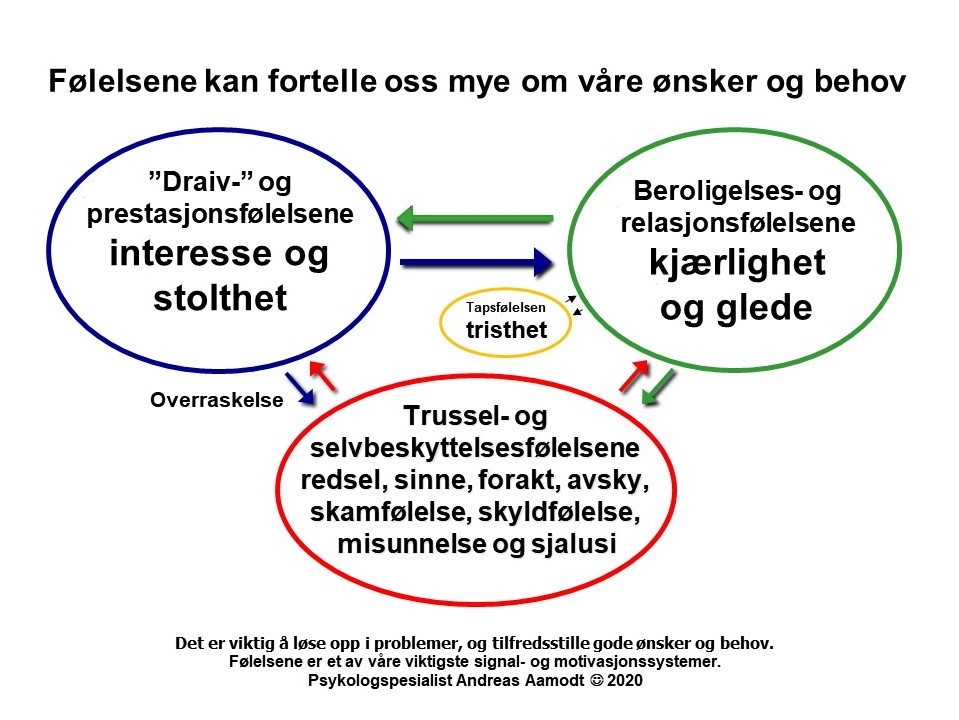 Følelsene kan fortelle oss mye om våre ønsker og behov
”Draiv-” og
prestasjonsfølelsene
interesse og
stolthet
Beroligelses- og
relasjonsfølelsene
kjærlighet
og glede
Tapsfølelsen
tristhet
Overraskelse
Trussel- og
selvbeskyttelsesfølelsene
redsel, sinne, forakt, avsky,
skamfølelse, skyldfølelse,
misunnelse og sjalusi
Det er viktig å løse opp i problemer, og tilfredsstille gode ønsker og behov.
Følelsene er et av våre viktigste signal- og motivasjonssystemer.
Psykologspesialist Andreas Aamodt ☺ 2020